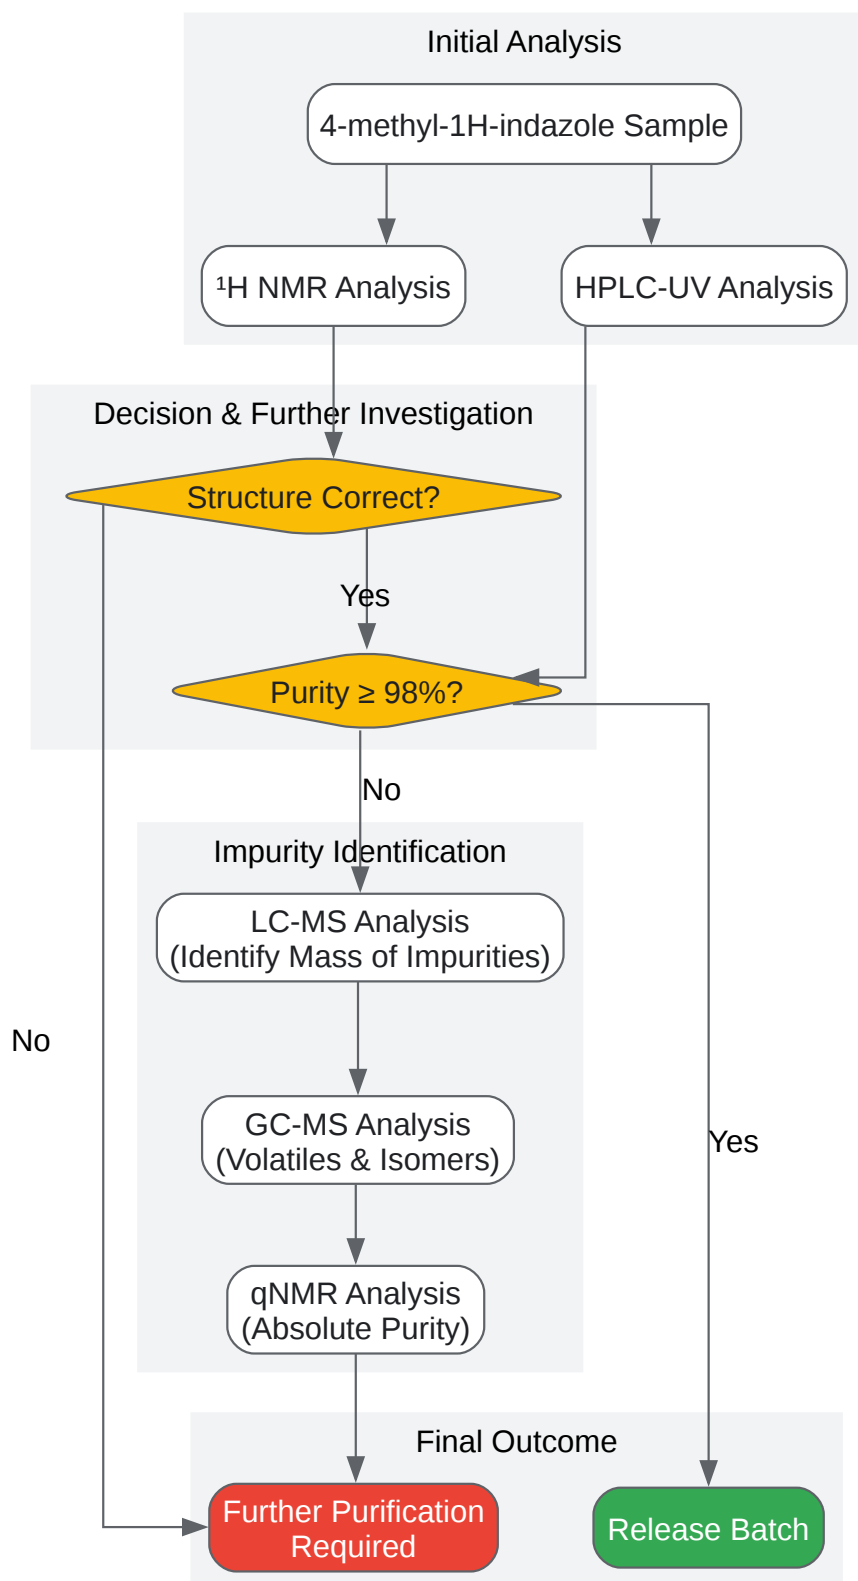 Initial Analysis
4-methyl-1H-indazole Sample
¹H NMR Analysis
HPLC-UV Analysis
Decision & Further Investigation
Structure Correct?
Yes
Purity ≥ 98%?
No
Impurity Identification
LC-MS Analysis
(Identify Mass of Impurities)
No
GC-MS Analysis
(Volatiles & Isomers)
Yes
qNMR Analysis
(Absolute Purity)
Final Outcome
Further Purification
Required
Release Batch